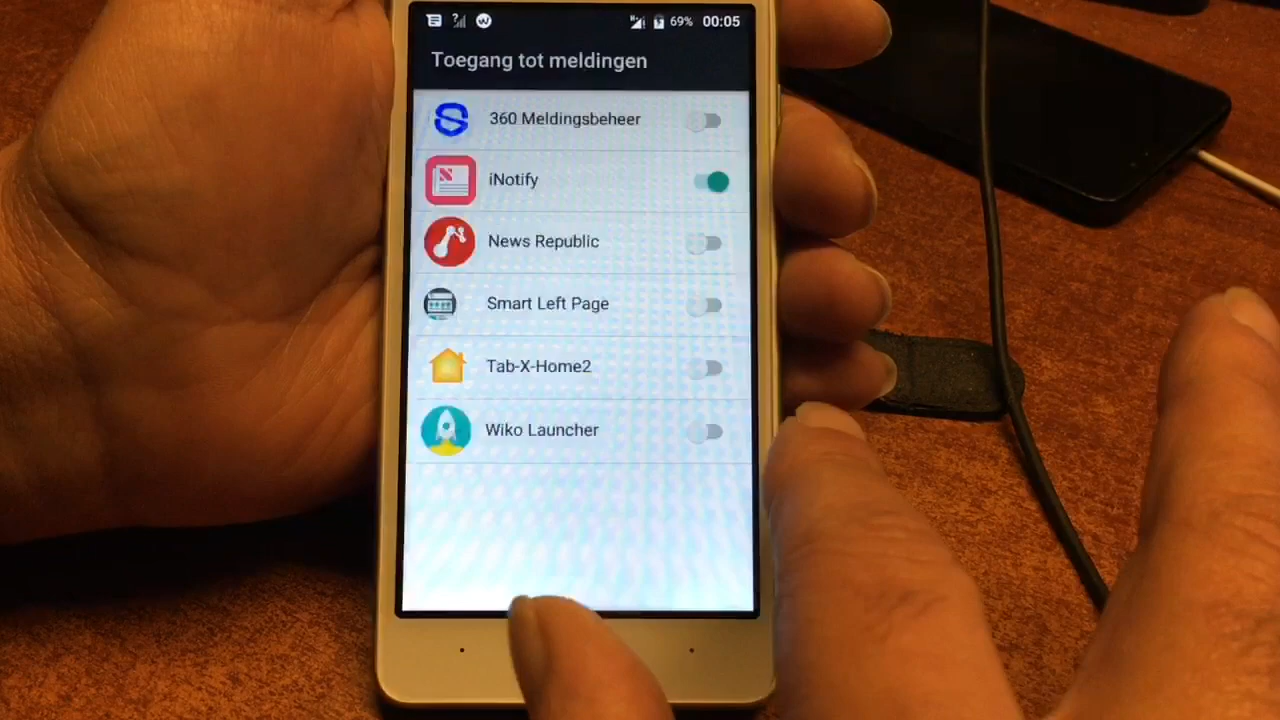 69% 00:05
Toegang tot meldingen
360 Meldingsbeheer
iNotify
News Republic
Smart Left Page
Tab-X-Home2
Wiko Launcher